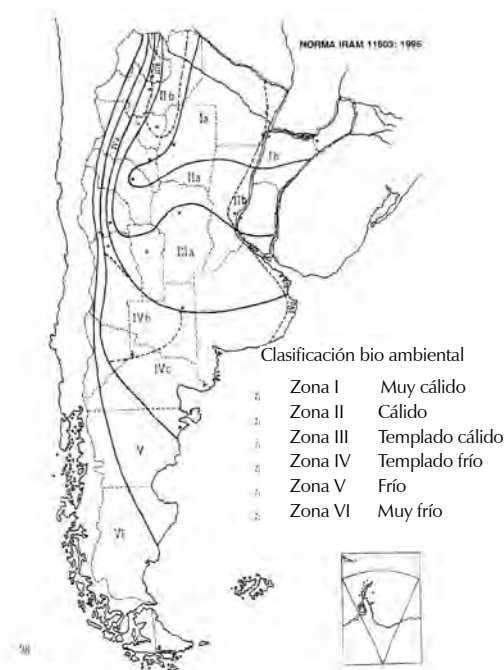 NORMA IRAM 11603: 1996
II b
Ia
Ib
IIa
IIb
IIIa
IVb
IVc
V
VI
Clasificación bio ambiental
Zona I Muy cálido
Zona II Cálido
Zona III Templado cálido
Zona IV Templado frío
Zona V Frío
Zona VI Muy frío